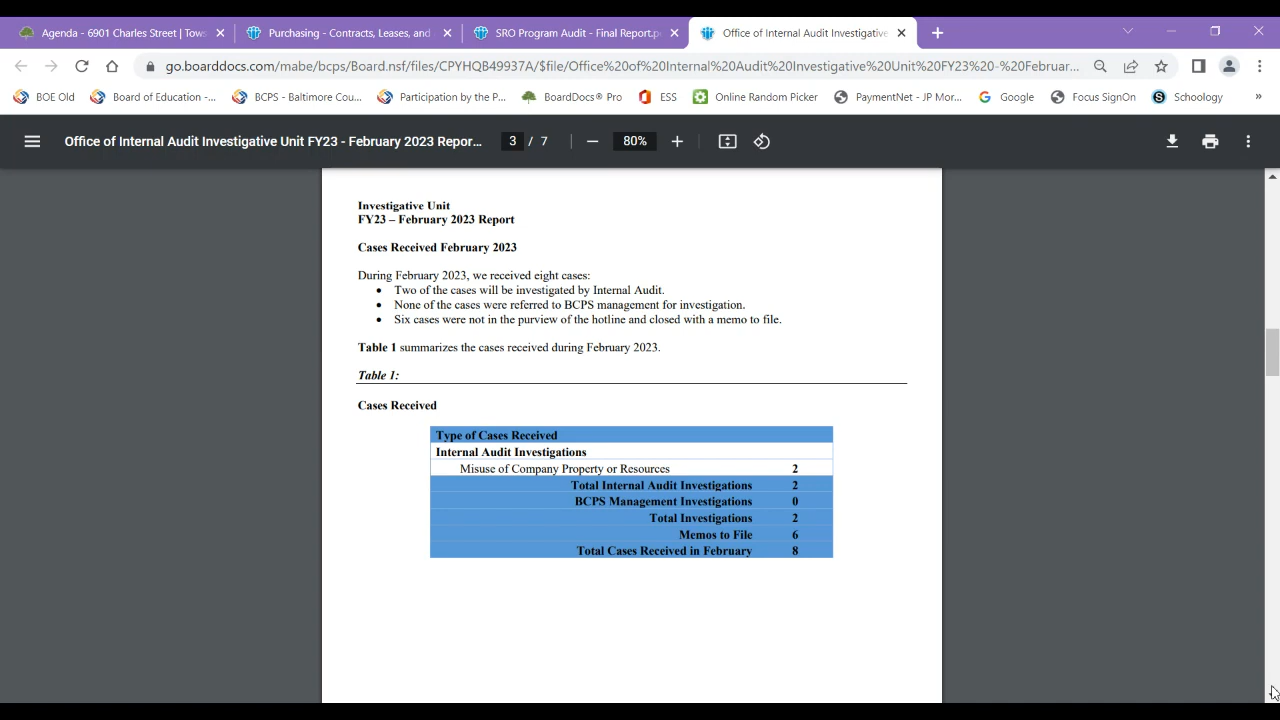 Agenda - 6901 Charles Street | Tows
Purchasing - Contracts, Leases, and
SRO Program Audit - Final Report.p
Office of Internal Audit Investigative
go.boarddocs.com/mabe/bcps/Board.nsf/files/CPYHQB49937A/$file/Office%20of%20Internal%20Audit%20Investigative%20Unit%20FY23%20-%20Februar...
BOE Old
Board of Education -...
BCPS - Baltimore Cou...
Participation by the P...
BoardDocs® Pro
ESS
Online Random Picker
PaymentNet - JP Mor...
Google
Focus SignOn
Schoology
»
Office of Internal Audit Investigative Unit FY23 - February 2023 Repor...
3 / 7
80%
Investigative Unit
FY23 – February 2023 Report
Cases Received February 2023
During February 2023, we received eight cases:
• Two of the cases will be investigated by Internal Audit.
• None of the cases were referred to BCPS management for investigation.
• Six cases were not in the purview of the hotline and closed with a memo to file.
Table 1 summarizes the cases received during February 2023.
Table 1:
Cases Received
Type of Cases Received
Internal Audit Investigations
Misuse of Company Property or Resources 2
Total Internal Audit Investigations 2
BCPS Management Investigations 0
Total Investigations 2
Memos to File 6
Total Cases Received in February 8